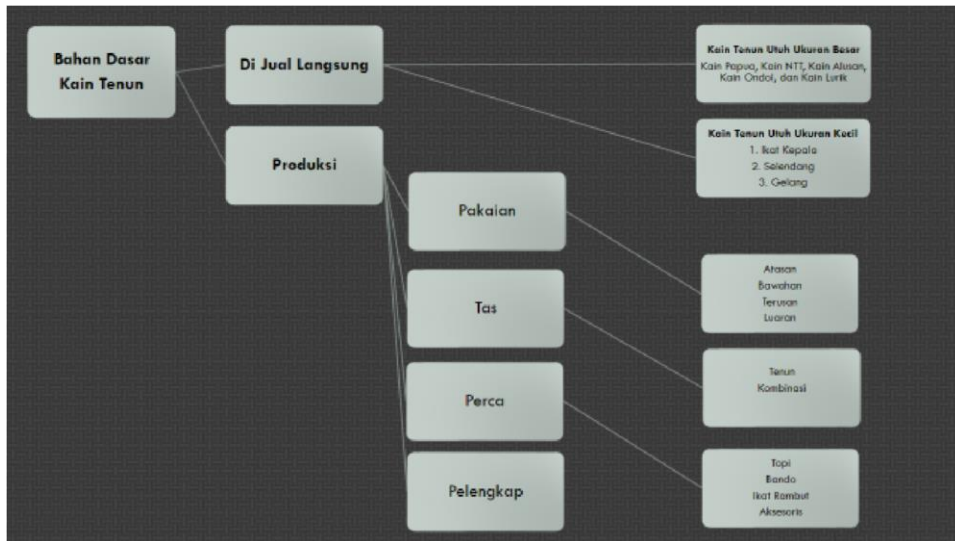 Bahan Dasar
Kain Tenun
Di Jual Langsung
Kain Tenun Utuh Ukuran Besar
Kain Papua, Kain NTT, Kain Alusan,
Kain Ondol, dan Kain Lurik
Kain Tenun Utuh Ukuran Kecil
1. Ikat Kepala
2. Selendang
3. Gelang
Produksi
Pakaian
Atasan
Bawahan
Terusan
Luaran
Tas
Tenun
Kombinasi
Perca
Topi
Bando
Ikat Rambut
Aksesoris
Pelengkap